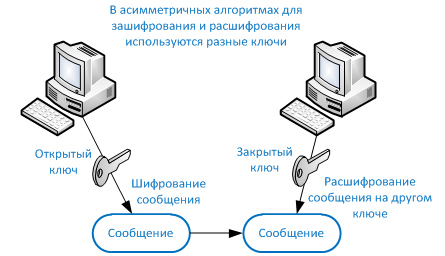 В асимметричных алгоритмах для
зашифрования и расшифрования
используются разные ключи
Открытый
ключ
Шифрование
сообщения
Закрытый
ключ
Расшифрование
сообщения на другом
ключе
Сообщение
Сообщение